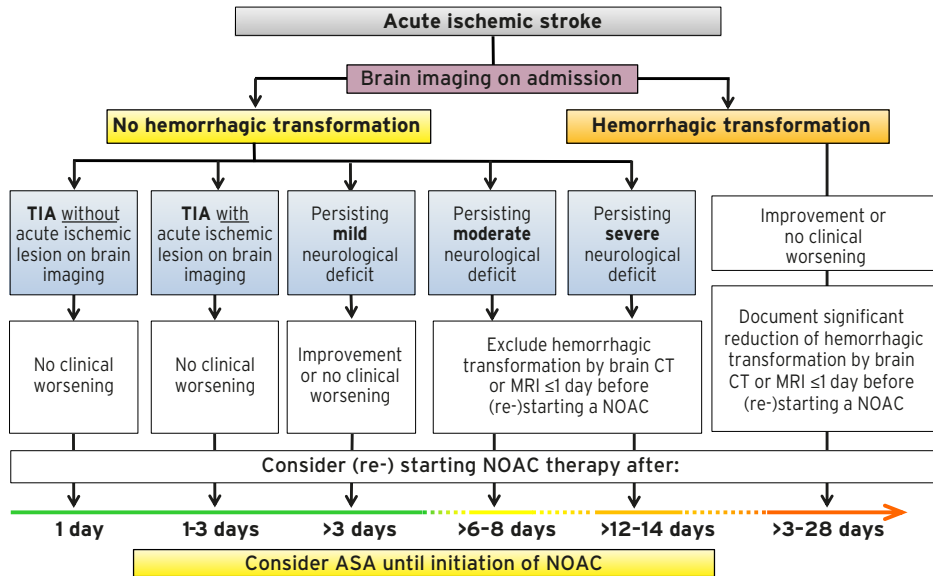 Acute ischemic stroke
Brain imaging on admission
No hemorrhagic transformation
Hemorrhagic transformation
TIA without
acute ischemic
lesion on brain
imaging
TIA with
acute ischemic
lesion on brain
imaging
Persisting
mild
neurological
deficit
Persisting
moderate
neurological
deficit
Persisting
severe
neurological
deficit
Improvement or
no clinical
worsening
No clinical
worsening
No clinical
worsening
Improvement
or no clinical
worsening
Exclude hemorrhagic
transformation by brain CT
or MRI ≤1 day before
(re-)starting a NOAC
Document significant
reduction of hemorrhagic
transformation by brain
CT or MRI ≤1 day before
(re-)starting a NOAC
Consider (re-) starting NOAC therapy after:
1 day
1-3 days
>3 days
>6-8 days
>12-14 days
>3-28 days
Consider ASA until initiation of NOAC